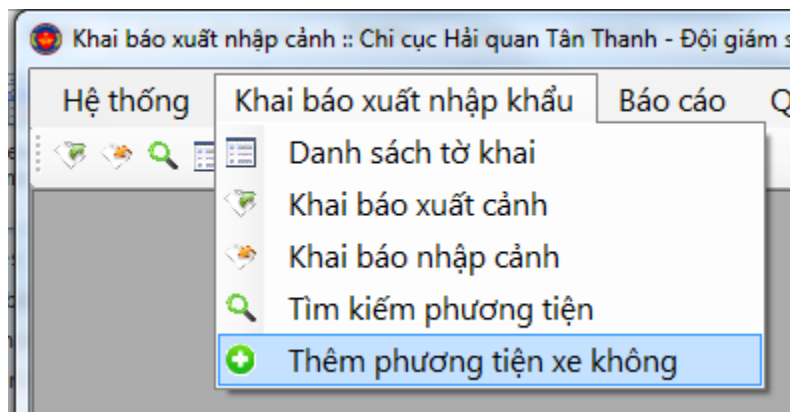 Khai báo xuất nhập cảnh :: Chi cục Hải quan Tân Thanh - Đội giám
Hệ thống Khai báo xuất nhập khẩu Báo cáo Q
Danh sách tờ khai
Khai báo xuất cảnh
Khai báo nhập cảnh
Tìm kiếm phương tiện
Thêm phương tiện xe không